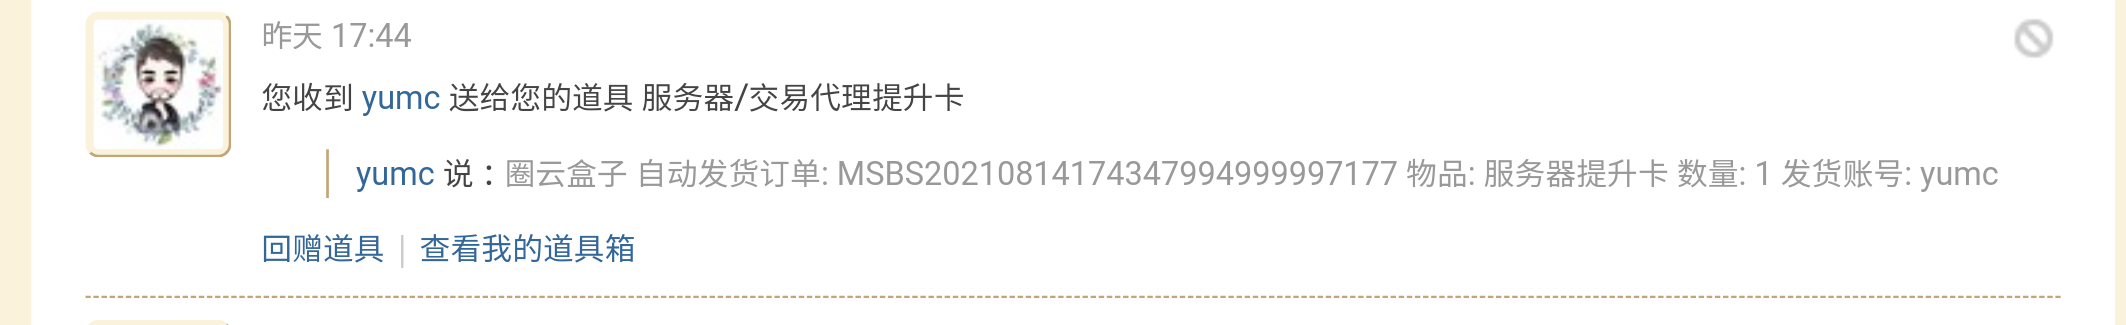 昨天 17:44
您收到 yumc 送给您的道具 服务器/交易代理提升卡
yumc 说：圈云盒子 自动发货订单: MSBS20210814174347994999997177 物品: 服务器提升卡 数量: 1 发货账号: yumc
回赠道具 | 查看我的道具箱